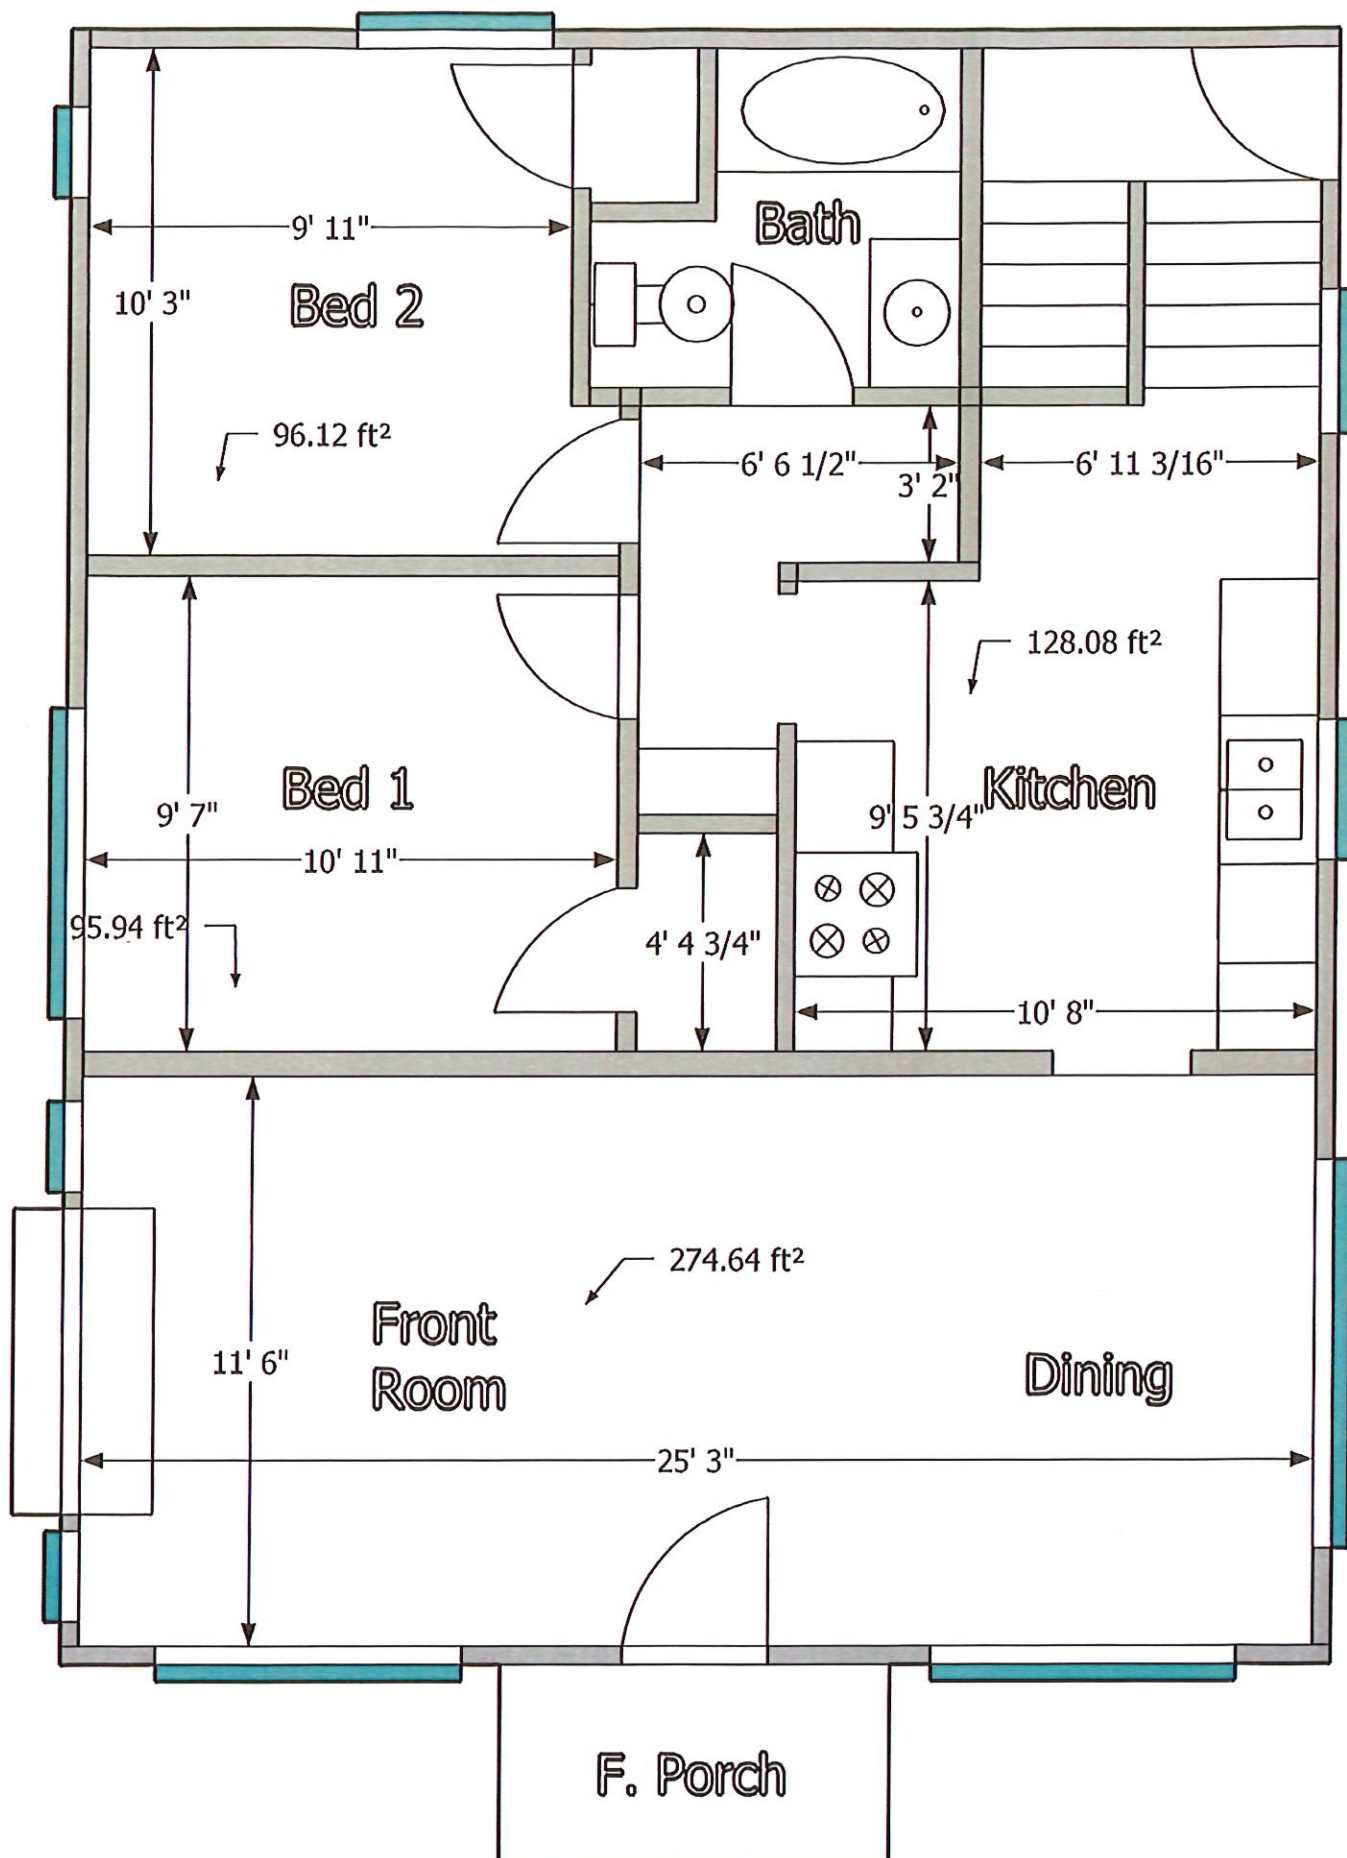 Bath
9' 11"
10' 3"
Bed 2
96.12 ft²
6' 6 1/2"
3' 2"
6' 11 3/16"
128.08 ft²
Bed 1
Kitchen
9' 7"
9' 5 3/4"
10' 11"
95.94 ft²
4' 4 3/4"
10' 8"
274.64 ft²
Front
Room
11' 6"
Dining
25' 3"
F. Porch